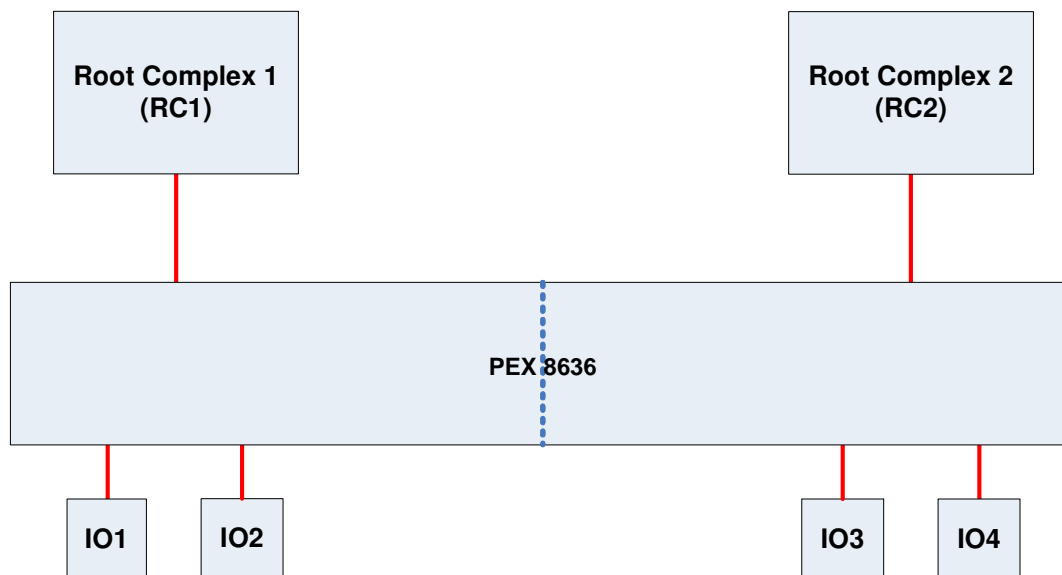 Root Complex 1
(RC1)
Root Complex 2
(RC2)
PEX 8636
IO1
IO2
IO3
IO4